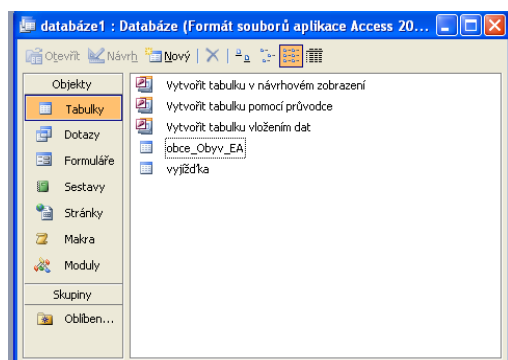 databáze1 : Databáze (Formát souborů aplikace Access 20...
Otevřít Návrh Nový
Objekty
Tabulky
Dotazy
Formuláře
Sestavy
Stránky
Makra
Moduly
Skupiny
Oblíben...
Vytvořit tabulku v návrhovém zobrazení
Vytvořit tabulku pomocí průvodce
Vytvořit tabulku vložením dat
obce_Obyv_EA
vyjížďka